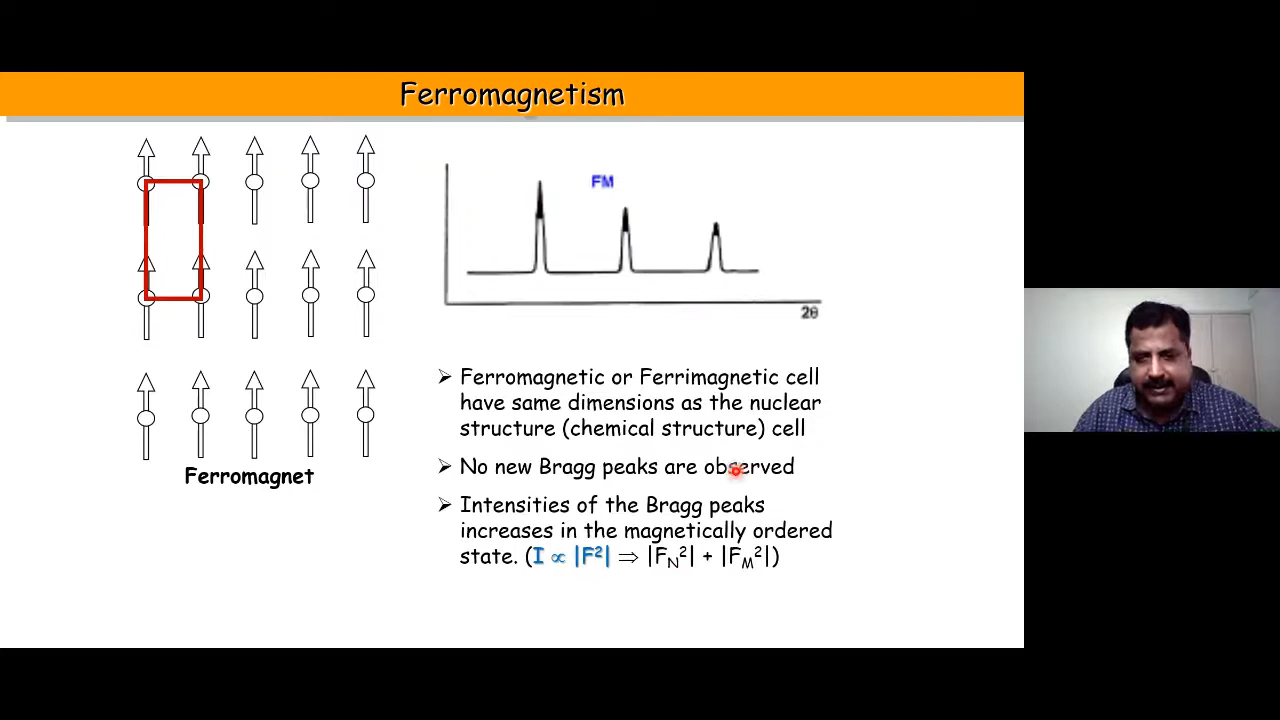 Ferromagnetism
FM
2θ
Ferromagnet
➢ Ferromagnetic or Ferrimagnetic cell
have same dimensions as the nuclear
structure (chemical structure) cell
➢ No new Bragg peaks are observed
➢ Intensities of the Bragg peaks
increases in the magnetically ordered
state. (I ∝ |F²| ⇒ |F_N²| + |F_M²|)